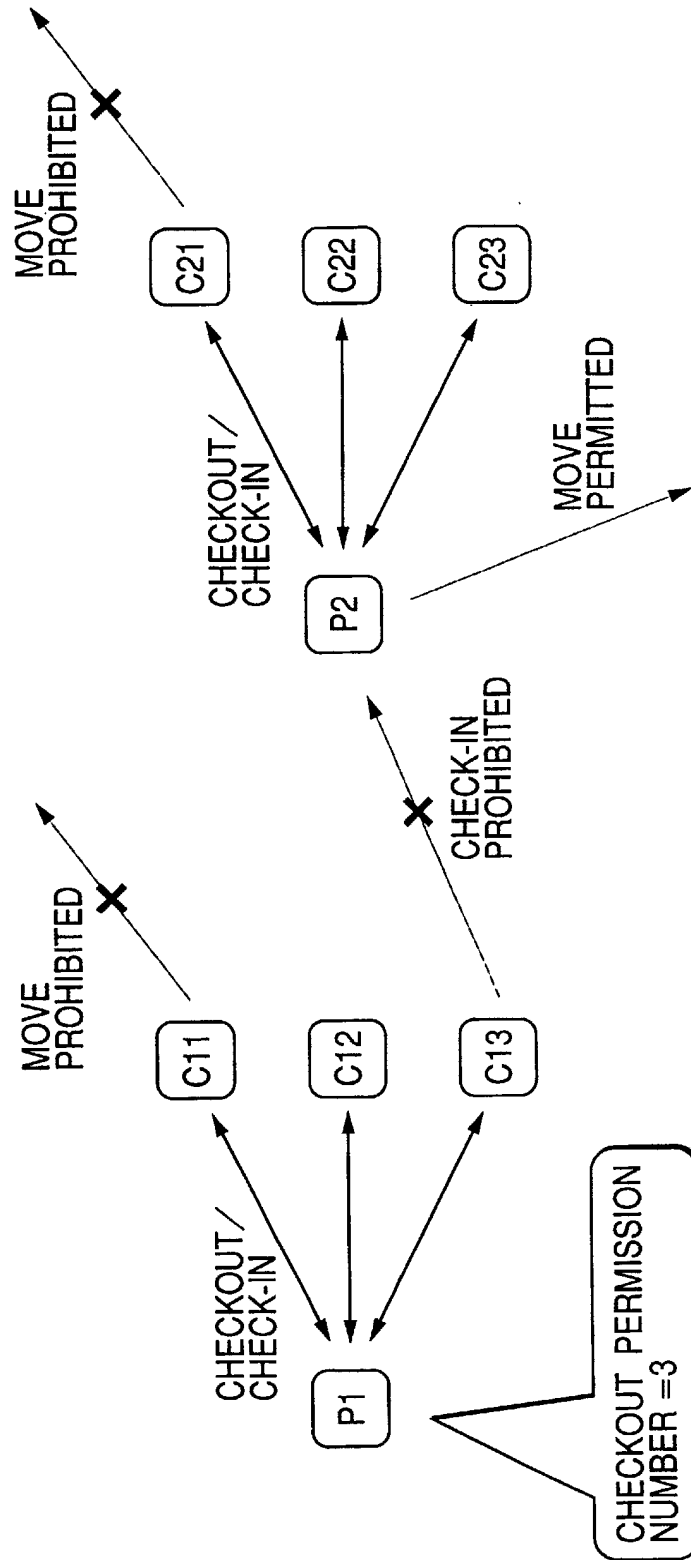 MOVE
PROHIBITED
CHECKOUT/
CHECK-IN
C11
C12
C13
P1
CHECKOUT PERMISSION
NUMBER =3
CHECK-IN
PROHIBITED
MOVE
PROHIBITED
CHECKOUT/
CHECK-IN
C21
C22
C23
P2
MOVE
PERMITTED